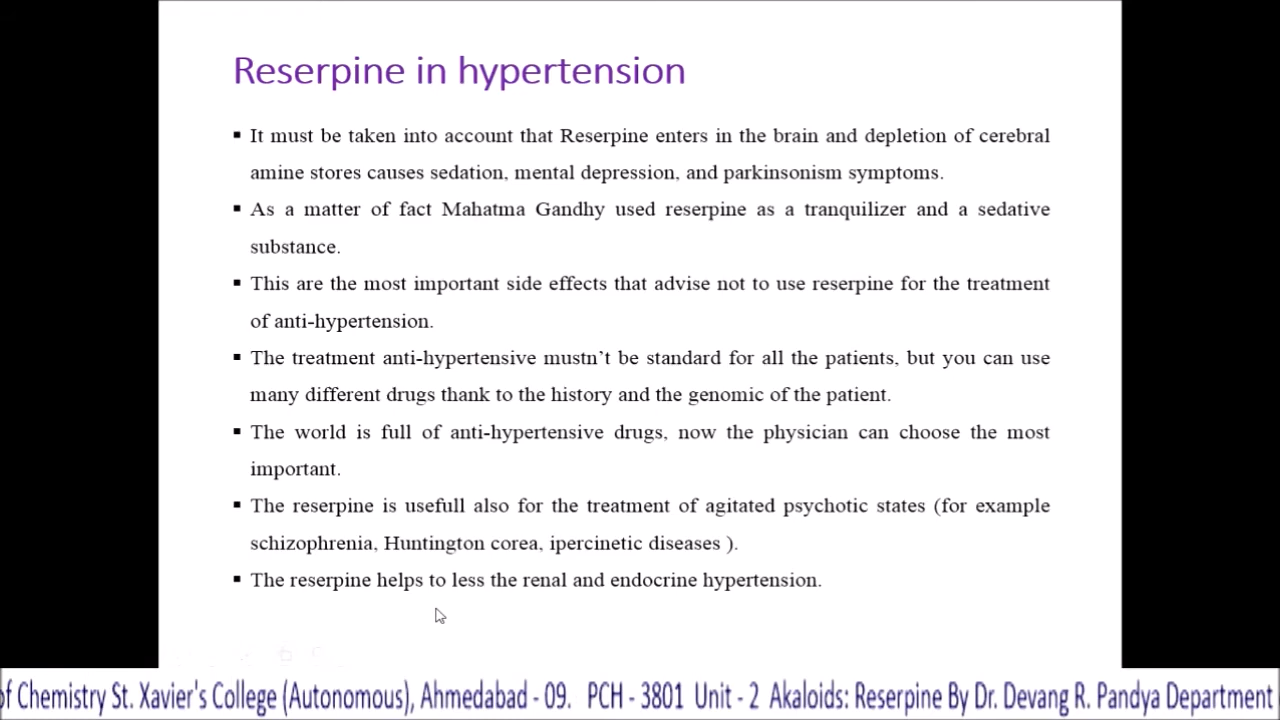 Reserpine in hypertension
▪ It must be taken into account that Reserpine enters in the brain and depletion of cerebral
amine stores causes sedation, mental depression, and parkinsonism symptoms.
▪ As a matter of fact Mahatma Gandhy used reserpine as a tranquilizer and a sedative
substance.
▪ This are the most important side effects that advise not to use reserpine for the treatment
of anti-hypertension.
▪ The treatment anti-hypertensive mustn’t be standard for all the patients, but you can use
many different drugs thank to the history and the genomic of the patient.
▪ The world is full of anti-hypertensive drugs, now the physician can choose the most
important.
▪ The reserpine is usefull also for the treatment of agitated psychotic states (for example
schizophrenia, Huntington corea, ipercinetic diseases ).
▪ The reserpine helps to less the renal and endocrine hypertension.
of Chemistry St. Xavier's College (Autonomous), Ahmedabad - 09. PCH - 3801 Unit - 2 Akaloids: Reserpine By Dr. Devang R. Pandya Department